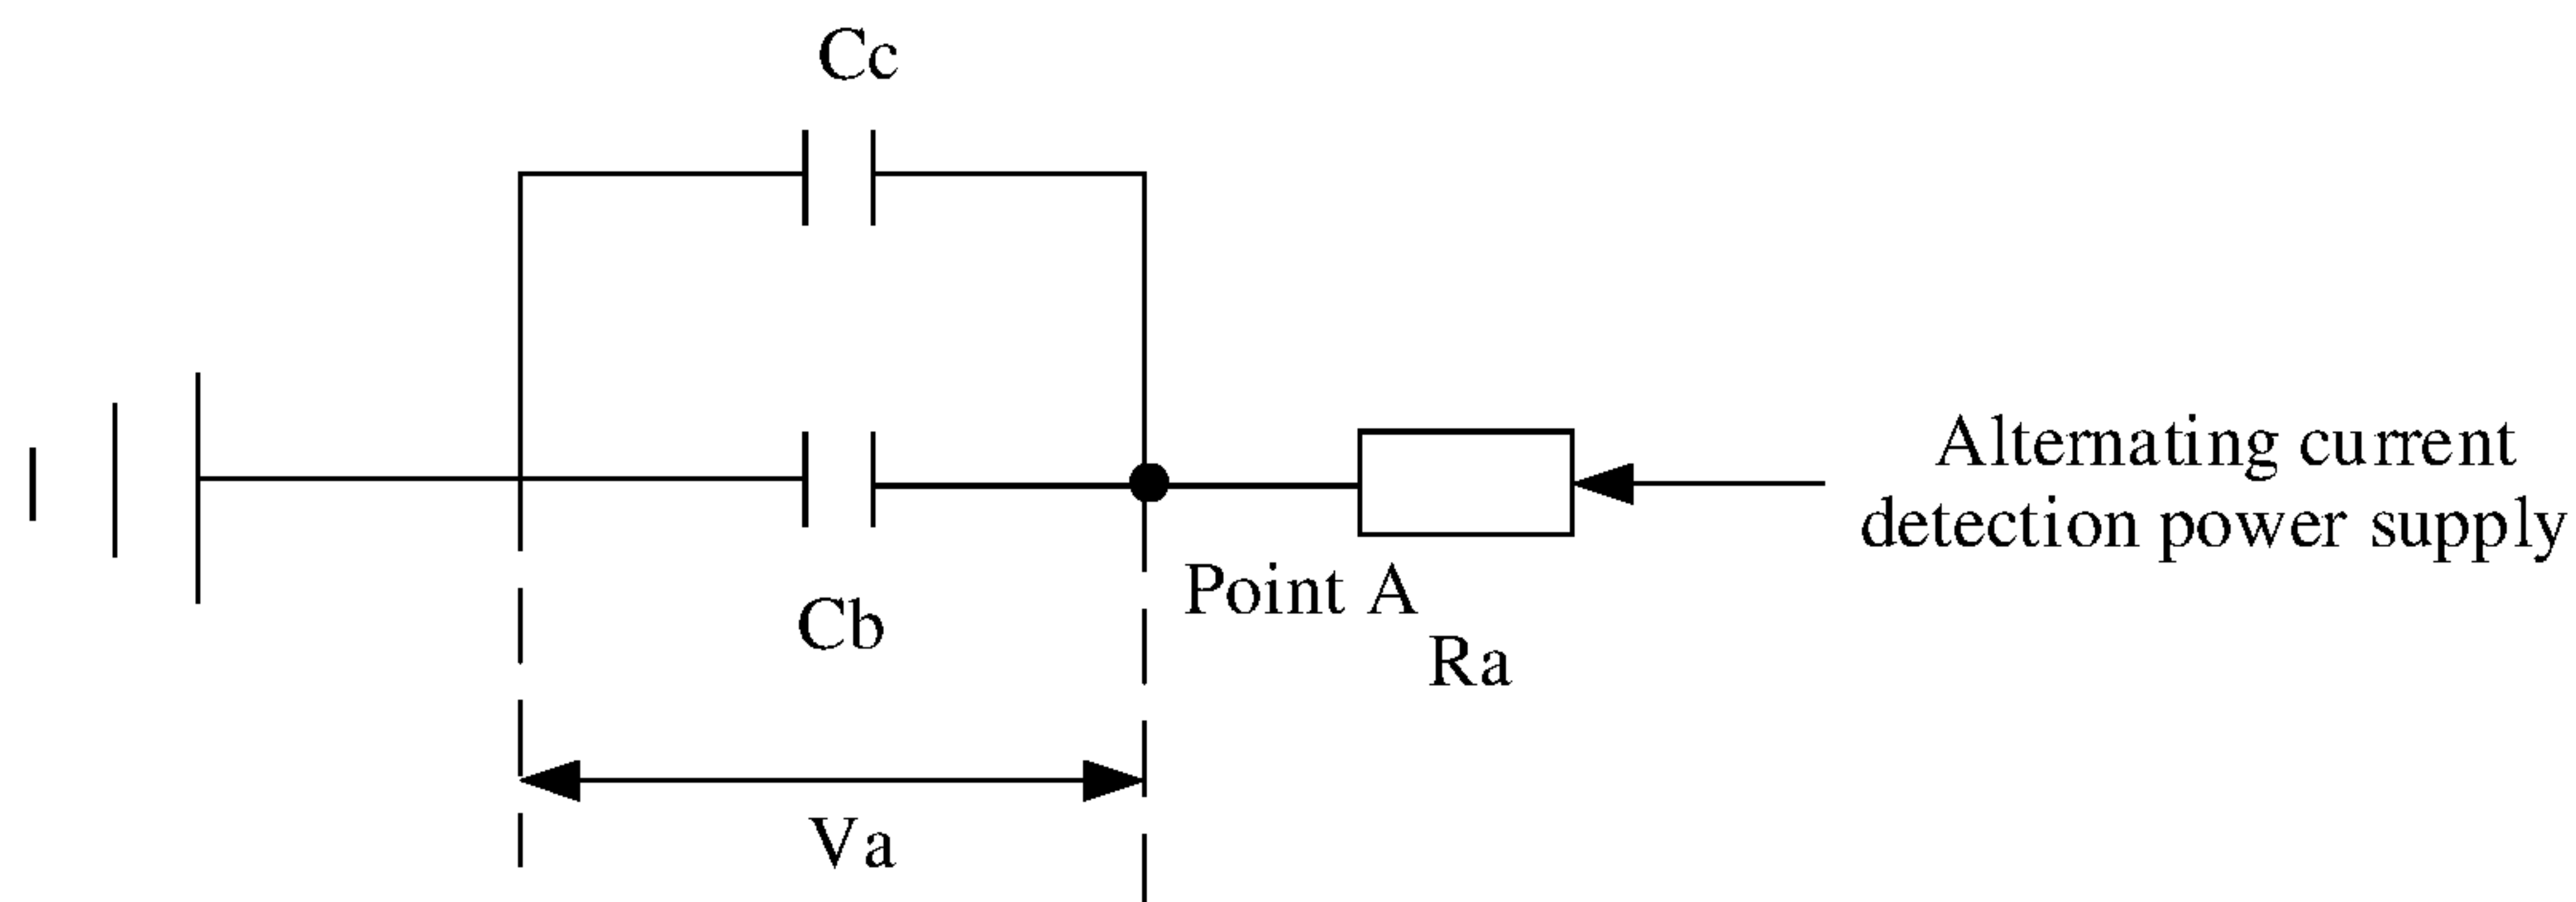 Cc
Alternating current
detection power supply
Point A
Cb
Ra
Va